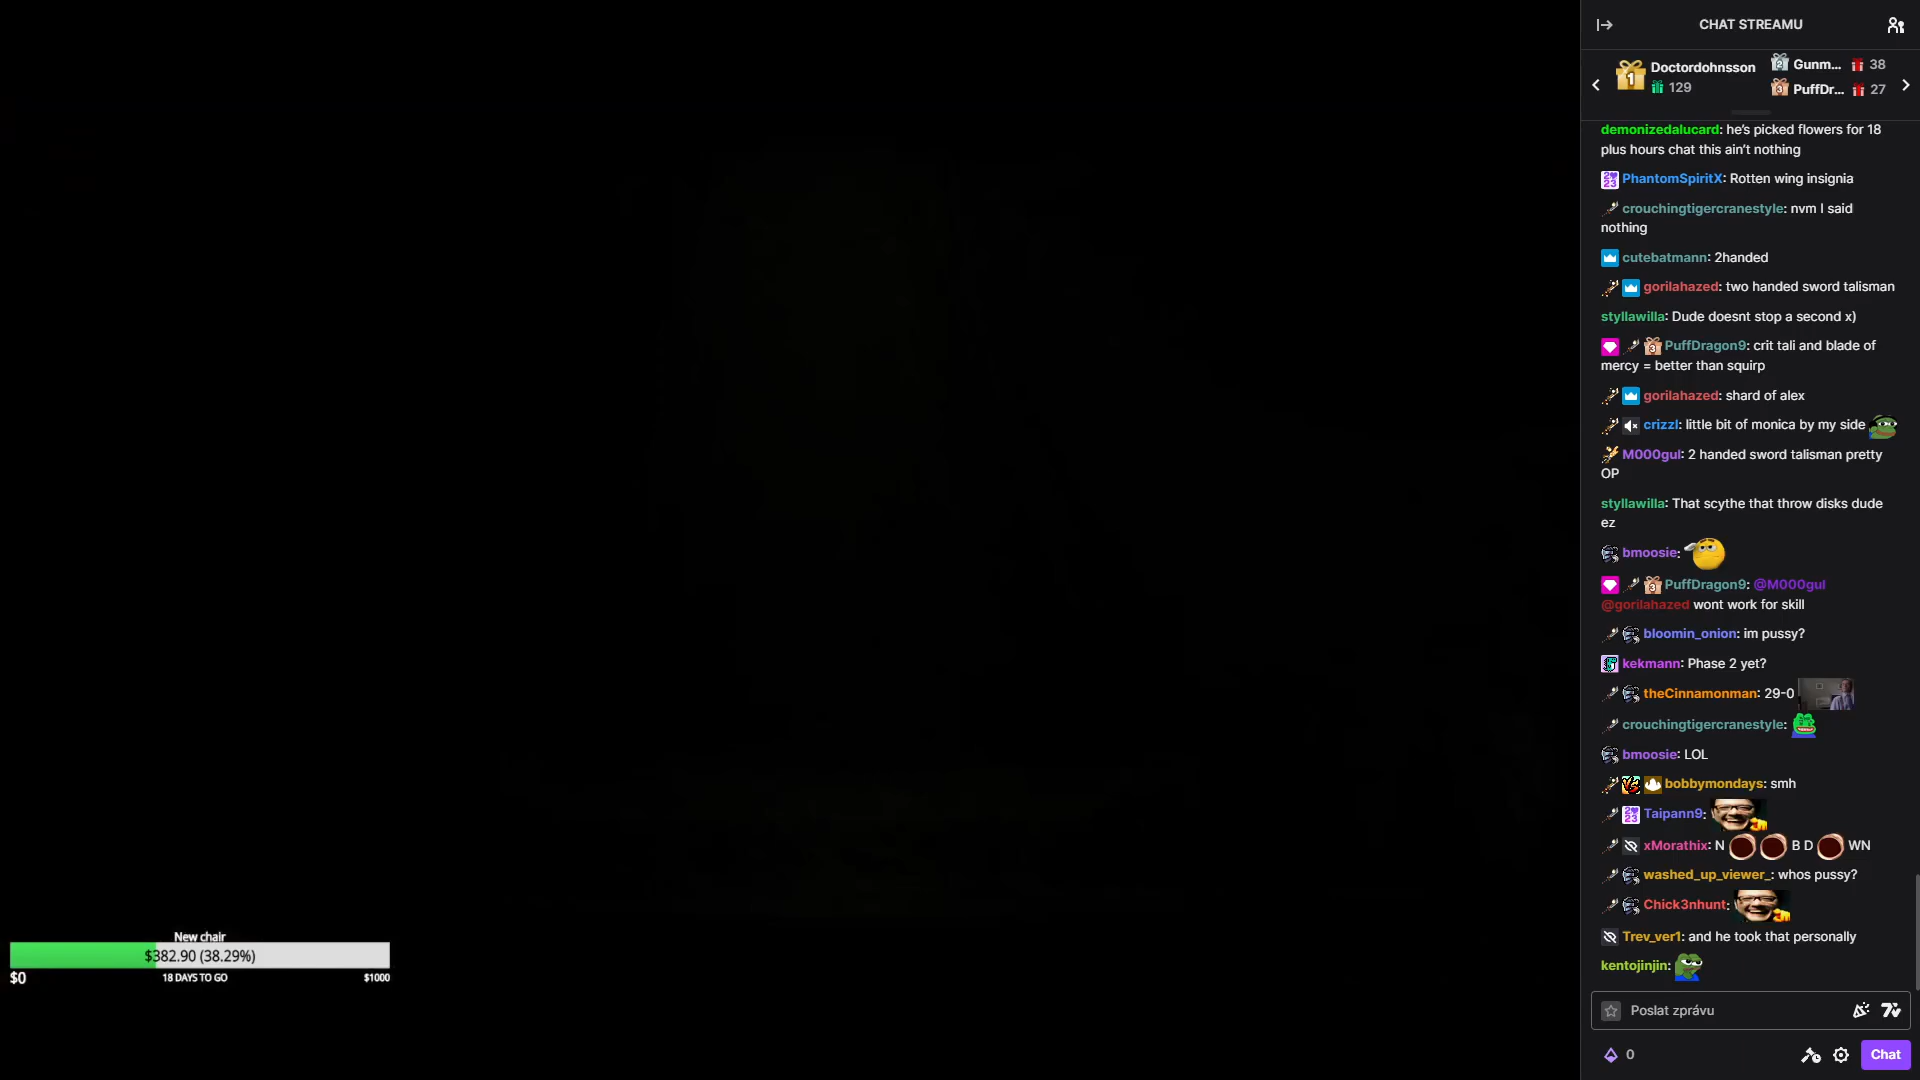 CHAT STREAMU
1 Doctordohnsson 129
2 Gunm... 38
3 PuffDr... 27
demonizedalucard: he's picked flowers for 18
plus hours chat this ain't nothing
PhantomSpiritX: Rotten wing insignia
crouchingtigercranestyle: nvm I said
nothing
cutebatmann: 2handed
gorilahazed: two handed sword talisman
styllawilla: Dude doesnt stop a second x)
PuffDragon9: crit tali and blade of
mercy = better than squirp
gorilahazed: shard of alex
crizzl: little bit of monica by my side
M000gul: 2 handed sword talisman pretty
OP
styllawilla: That scythe that throw disks dude
ez
bmoosie:
PuffDragon9: @M000gul
@gorilahazed wont work for skill
bloomin_onion: im pussy?
kekmann: Phase 2 yet?
theCinnamonman: 29-0
crouchingtigercranestyle:
bmoosie: LOL
bobbymondays: smh
Taipann9:
xMorathix: N B D WN
washed_up_viewer_: whos pussy?
Chick3nhunt:
Trev_ver1: and he took that personally
kentojinjin:
Poslat zprávu
0
Chat
New chair
$382.90 (38.29%)
$0 18 DAYS TO GO $1000